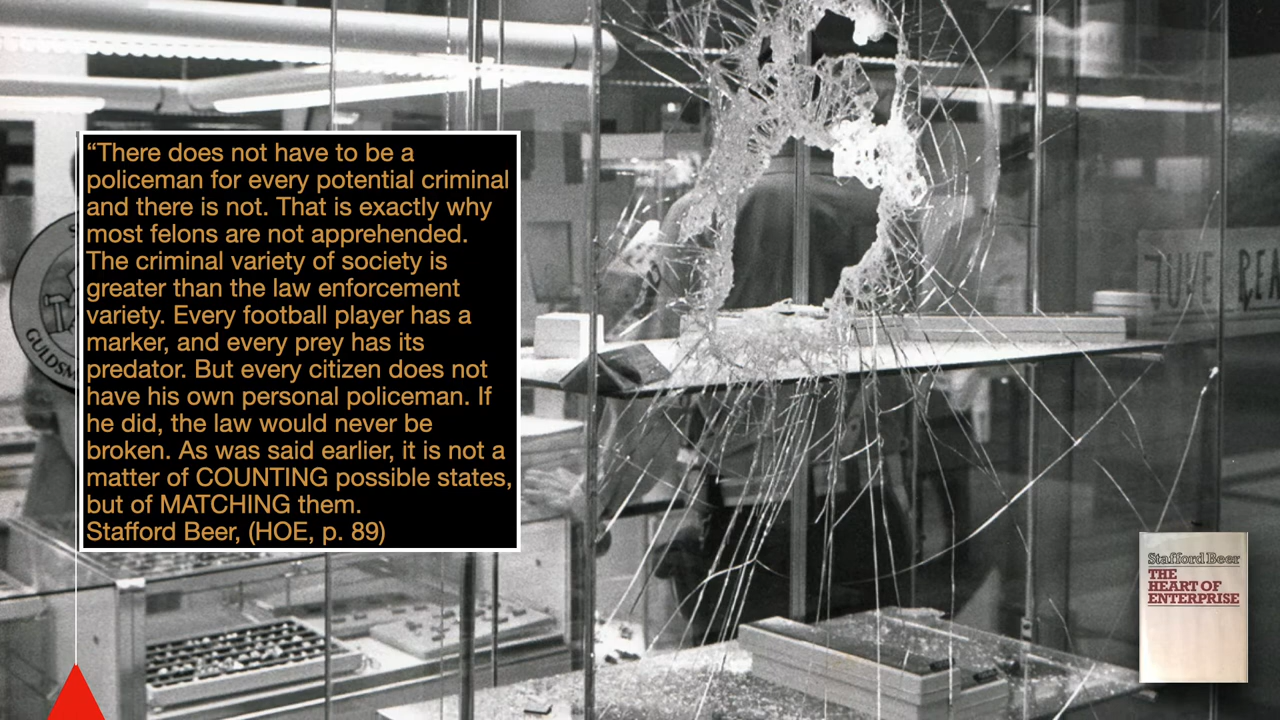 “There does not have to be a
policeman for every potential criminal
and there is not. That is exactly why
most felons are not apprehended.
The criminal variety of society is
greater than the law enforcement
variety. Every football player has a
marker, and every prey has its
predator. But every citizen does not
have his own personal policeman. If
he did, the law would never be
broken. As was said earlier, it is not a
matter of COUNTING possible states,
but of MATCHING them.
Stafford Beer, (HOE, p. 89)
GULDSM
Stafford Beer
THE
HEART OF
ENTERPRISE